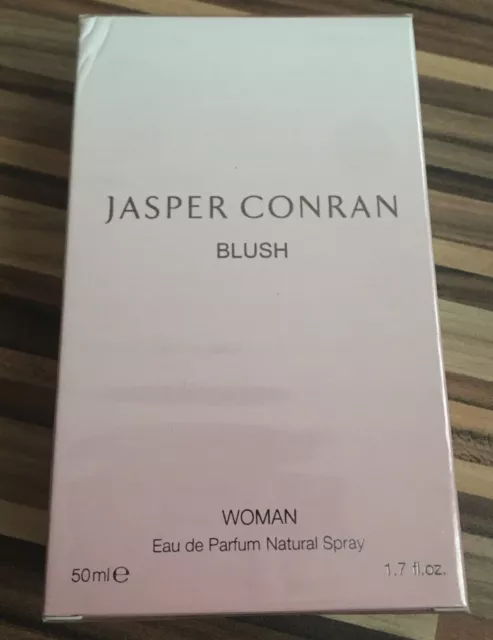 JASPER CONRAN
BLUSH
WOMAN
Eau de Parfum Natural Spray
50ml℮ 1.7 fl.oz.